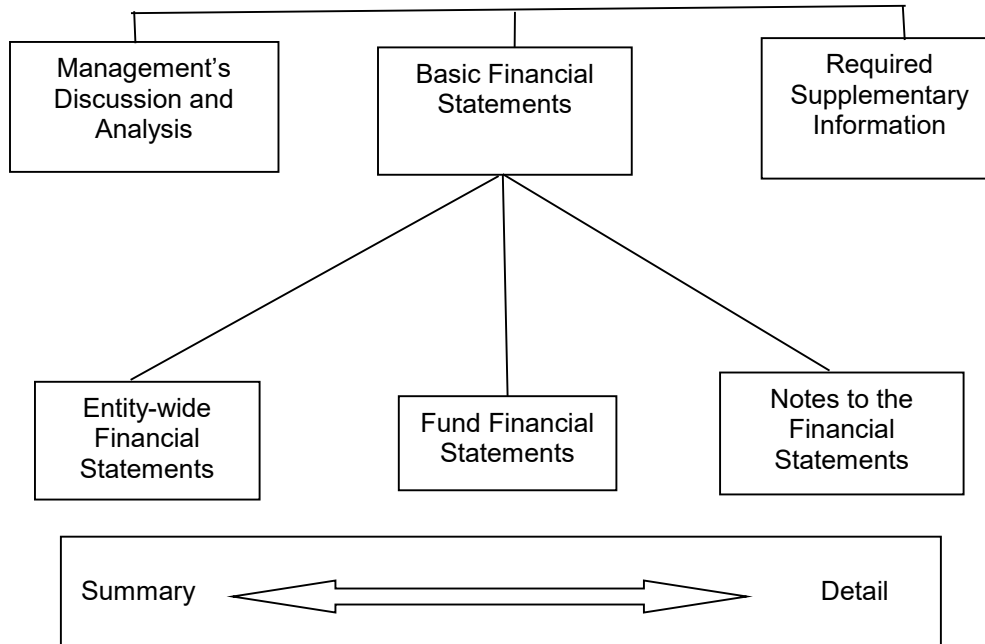 Management’s
Discussion and
Analysis
Basic Financial
Statements
Required
Supplementary
Information
Entity-wide
Financial
Statements
Fund Financial
Statements
Notes to the
Financial
Statements
Summary
Detail